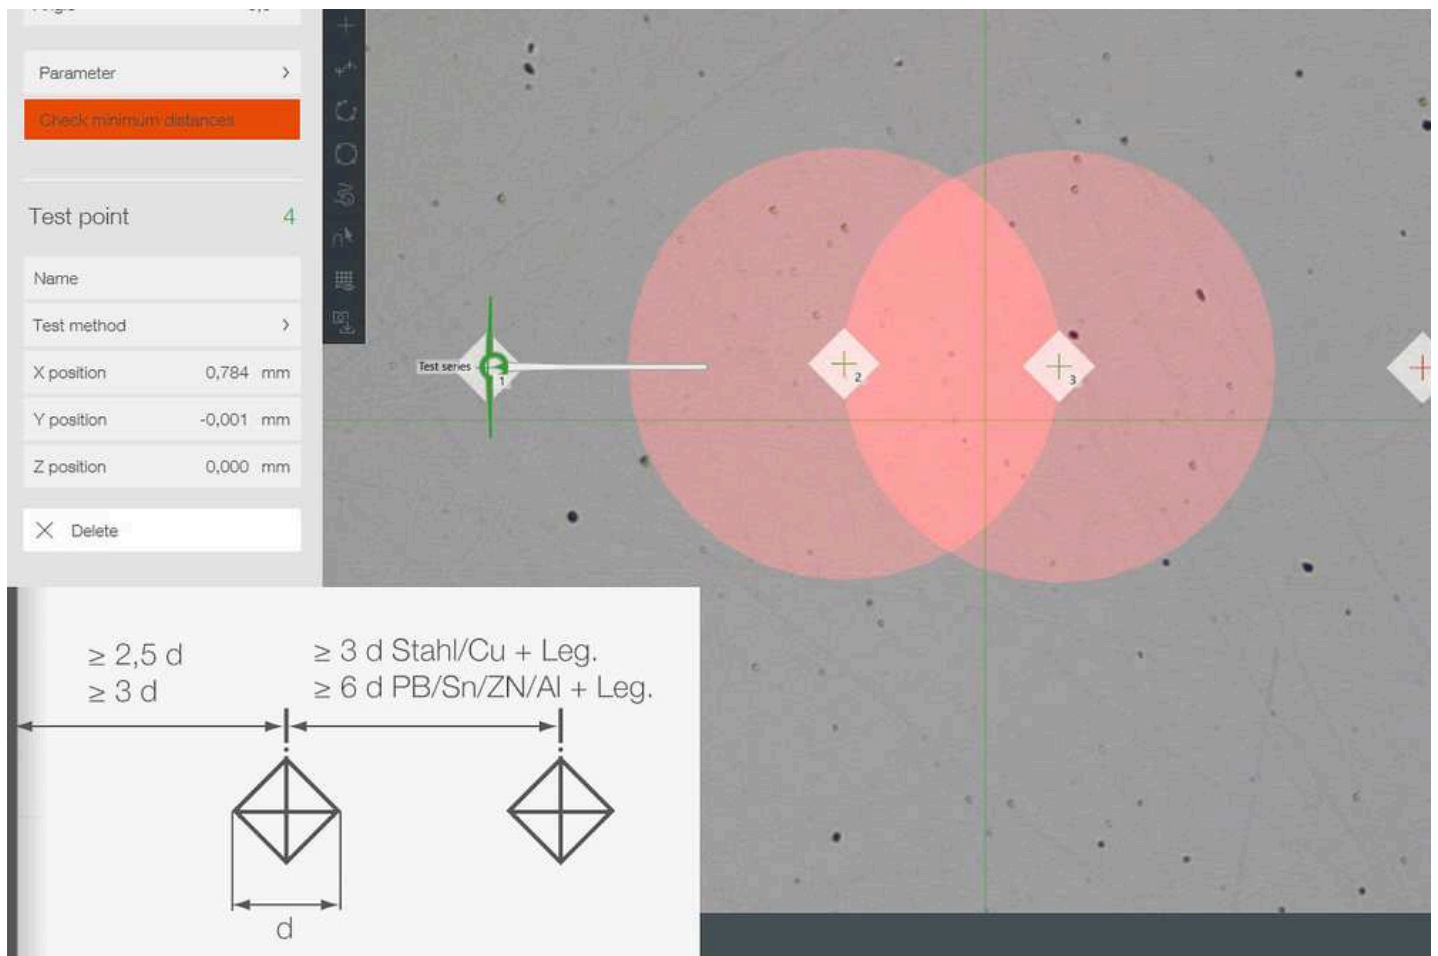 Parameter
Check minimum distances
Test point 4
Name
Test method
X position 0,784 mm
Y position -0,001 mm
Z position 0,000 mm
Delete
Test series
1
2
3
≥ 2,5 d
≥ 3 d
≥ 3 d Stahl/Cu + Leg.
≥ 6 d PB/Sn/ZN/Al + Leg.
d